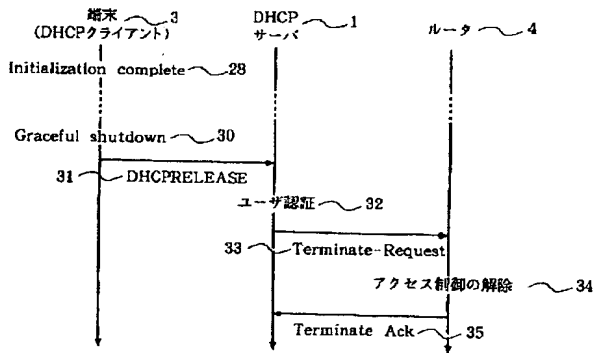 端末 3
(DHCPクライアント)
DHCP
サーバ 1
ルータ 4
Initialization complete 28
Graceful shutdown 30
31 DHCPRELEASE
ユーザ認証 32
33 Terminate-Request
アクセス制御の解除 34
Terminate Ack 35